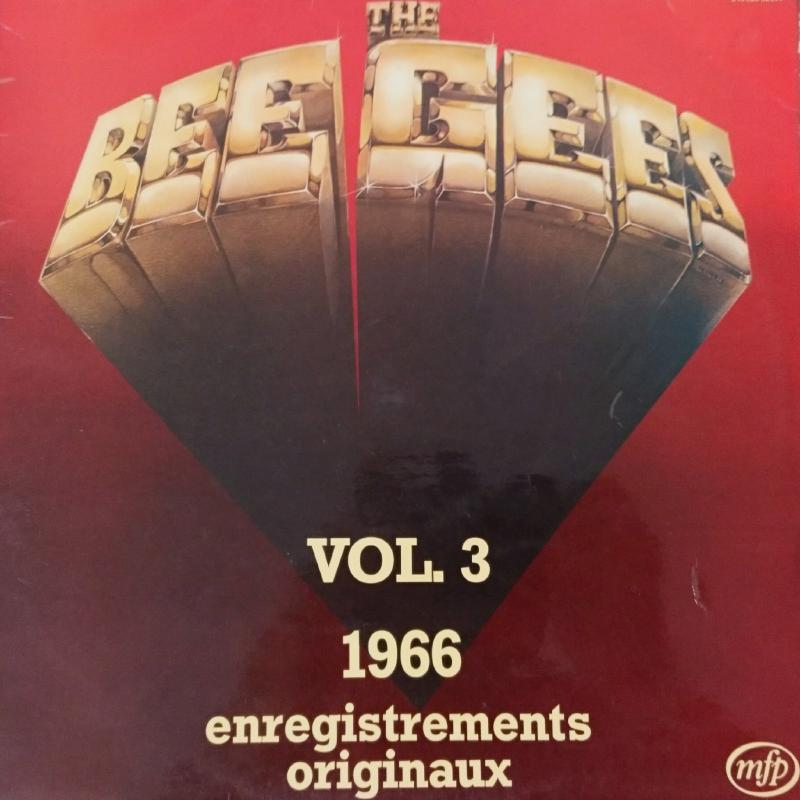 THE
BEE GEES
VOL. 3
1966
enregistrements
originaux
mfp